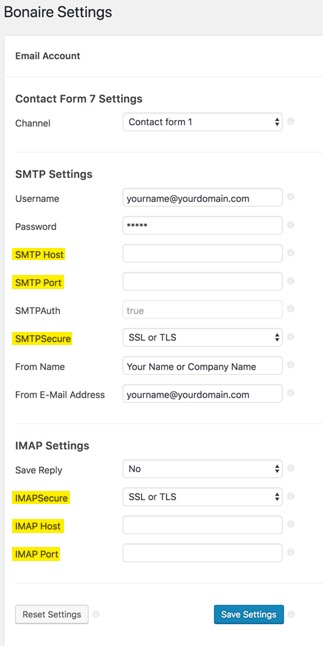 Bonaire Settings
Email Account
Contact Form 7 Settings
Channel Contact form 1
SMTP Settings
Username yourname@yourdomain.com
Password *****
SMTP Host
SMTP Port
SMTPAuth true
SMTPSecure SSL or TLS
From Name Your Name or Company Name
From E-Mail Address yourname@yourdomain.com
IMAP Settings
Save Reply No
IMAPSecure SSL or TLS
IMAP Host
IMAP Port
Reset Settings Save Settings